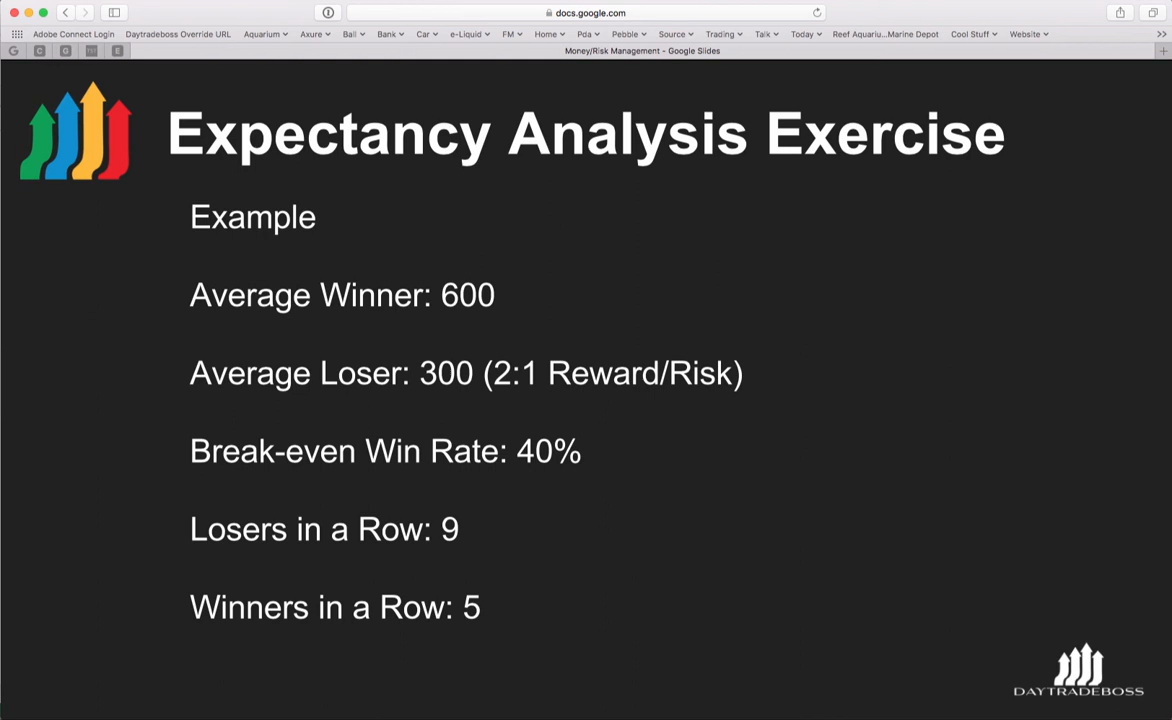 docs.google.com
Adobe Connect Login Daytradeboss Override URL Aquarium Axure Ball Bank Car e-Liquid FM Home Pda Pebble Source Trading Talk Today Reef Aquariu...Marine Depot Cool Stuff Website
G C G TST E Money/Risk Management - Google Slides
Expectancy Analysis Exercise
Example
Average Winner: 600
Average Loser: 300 (2:1 Reward/Risk)
Break-even Win Rate: 40%
Losers in a Row: 9
Winners in a Row: 5
DAYTRADEBOSS